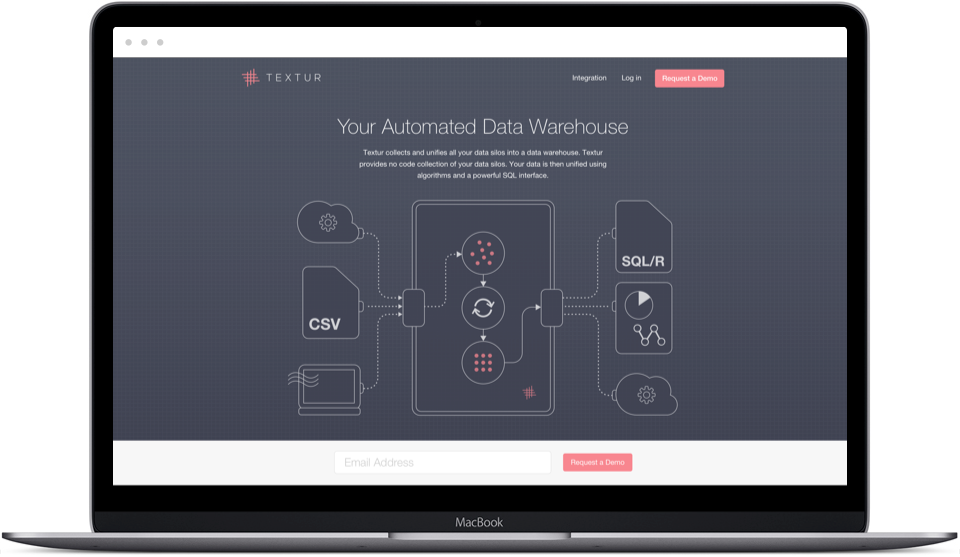 TEXTUR
Integration
Log in
Request a Demo
Your Automated Data Warehouse
Textur collects and unifies all your data silos into a data warehouse. Textur
provides no code collection of your data silos. Your data is then unified using
algorithms and a powerful SQL interface.
SQL/R
CSV
Email Address
Request a Demo
MacBook